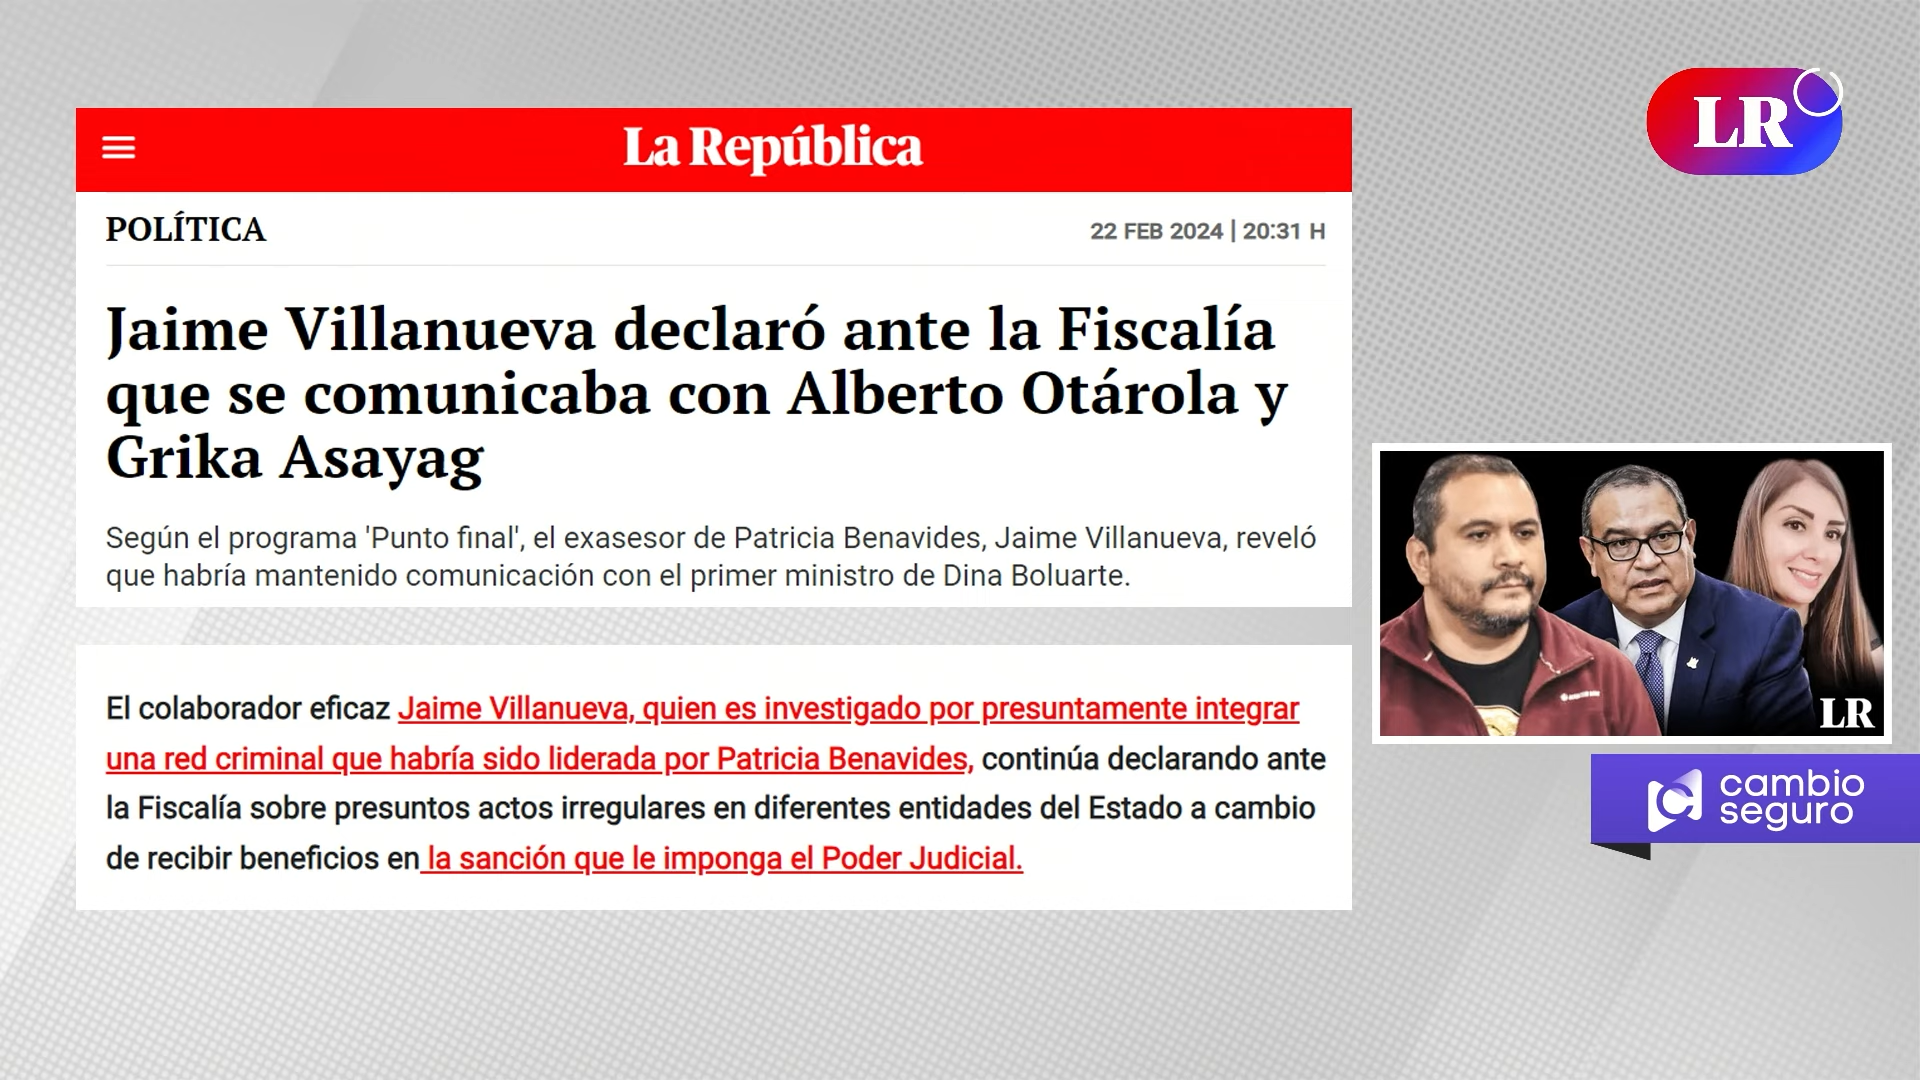 LR
La República
POLÍTICA
22 FEB 2024 | 20:31 H
Jaime Villanueva declaró ante la Fiscalía
que se comunicaba con Alberto Otárola y
Grika Asayag
Según el programa 'Punto final', el exasesor de Patricia Benavides, Jaime Villanueva, reveló
que habría mantenido comunicación con el primer ministro de Dina Boluarte.
El colaborador eficaz Jaime Villanueva, quien es investigado por presuntamente integrar
una red criminal que habría sido liderada por Patricia Benavides, continúa declarando ante
la Fiscalía sobre presuntos actos irregulares en diferentes entidades del Estado a cambio
de recibir beneficios en la sanción que le imponga el Poder Judicial.
LR
cambio
seguro